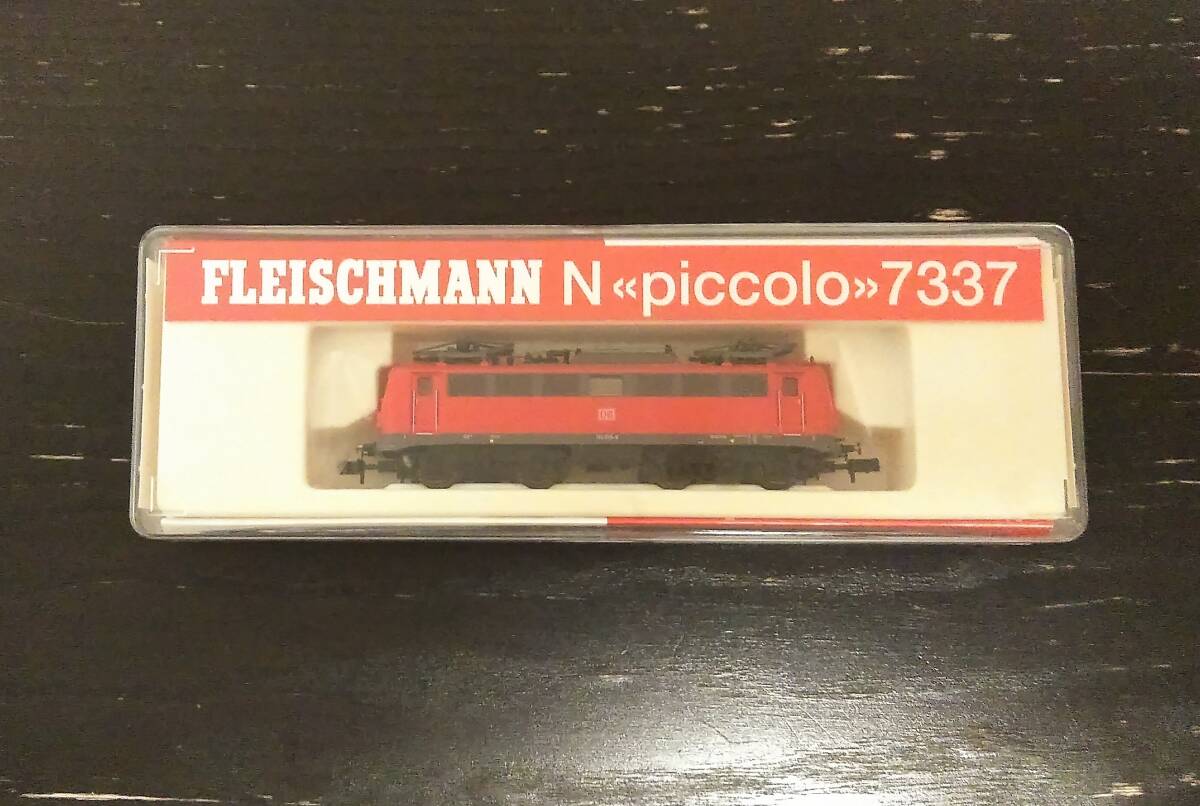 FLEISCHMANN N «piccolo» 7337
DB